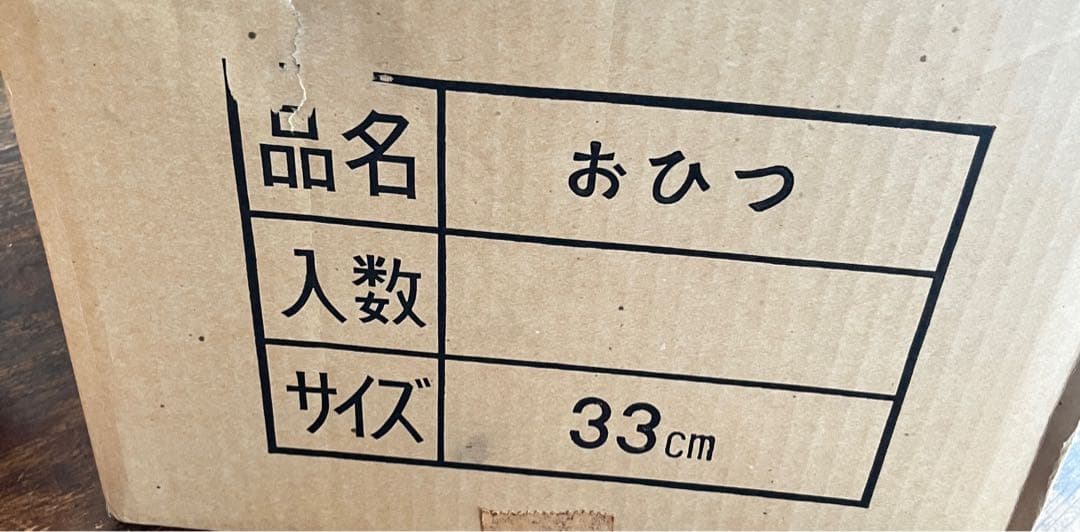 品名 おひつ
入数
サイズ 33cm